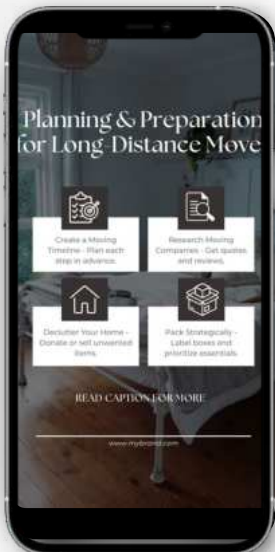 Planning & Preparation
for Long-Distance Move
Create a Moving
Timeline - Plan each
step in advance.
Research Moving
Companies - Get quotes
and reviews.
Declutter Your Home -
Donate or sell unwanted
items.
Pack Strategically -
Label boxes and
prioritize essentials.
READ CAPTION FOR MORE
www.mybrand.com